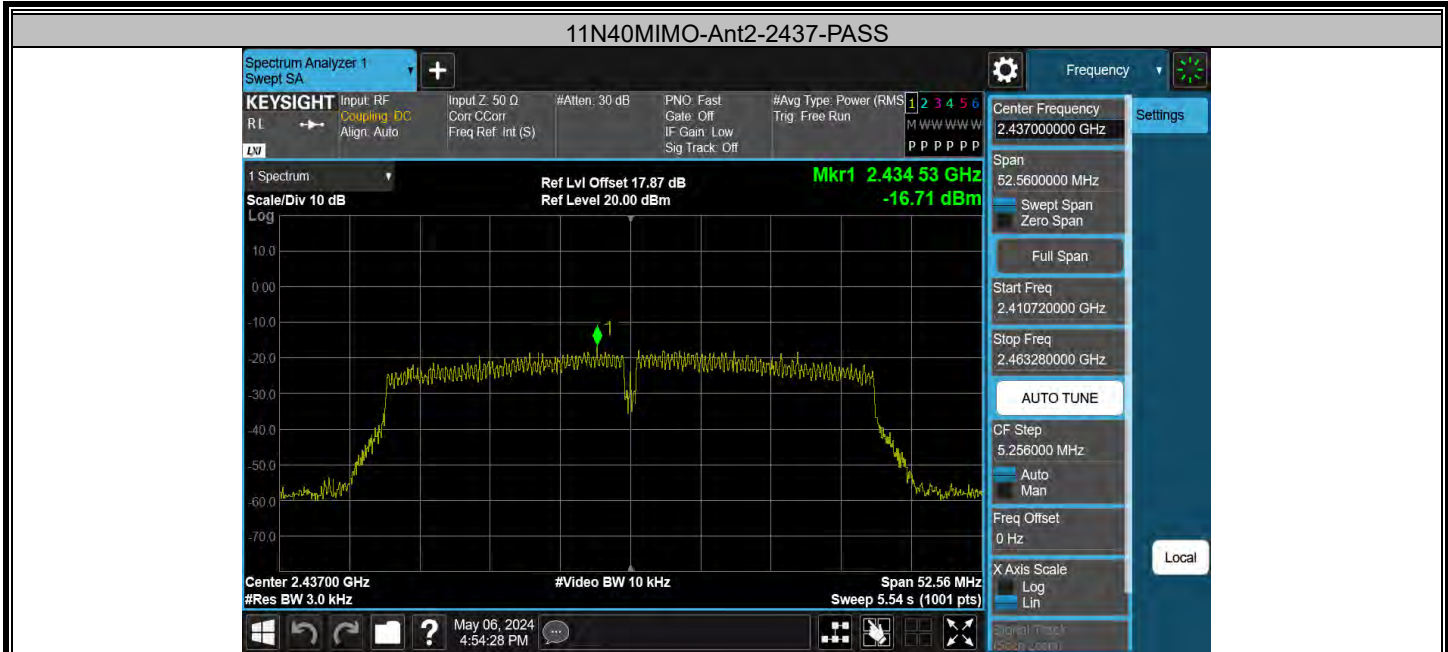 11N40MIMO-Ant2-2437-PASS
Spectrum Analyzer 1
Swept SA
+
Frequency
KEYSIGHT
RL
LXI
Input: RF
Coupling: DC
Align: Auto
Input Z: 50 Ω
Corr CCorr
Freq Ref: Int (S)
#Atten: 30 dB
PNO: Fast
Gate: Off
IF Gain: Low
Sig Track: Off
#Avg Type: Power (RMS
Trig: Free Run
1 2 3 4 5 6
M W W W W W
P P P P P P
Center Frequency
2.437000000 GHz
Settings
1 Spectrum
Scale/Div 10 dB
Ref Lvl Offset 17.87 dB
Ref Level 20.00 dBm
Mkr1 2.434 53 GHz
-16.71 dBm
Span
52.5600000 MHz
Swept Span
Zero Span
Full Span
Start Freq
2.410720000 GHz
Stop Freq
2.463280000 GHz
AUTO TUNE
CF Step
5.256000 MHz
Auto
Man
Freq Offset
0 Hz
X Axis Scale
Log
Lin
Signal Track
(Span Zoom)
Local
Log
10.0
0.00
-10.0
-20.0
-30.0
-40.0
-50.0
-60.0
-70.0
1
Center 2.43700 GHz
#Res BW 3.0 kHz
#Video BW 10 kHz
Span 52.56 MHz
Sweep 5.54 s (1001 pts)
?
May 06, 2024
4:54:28 PM